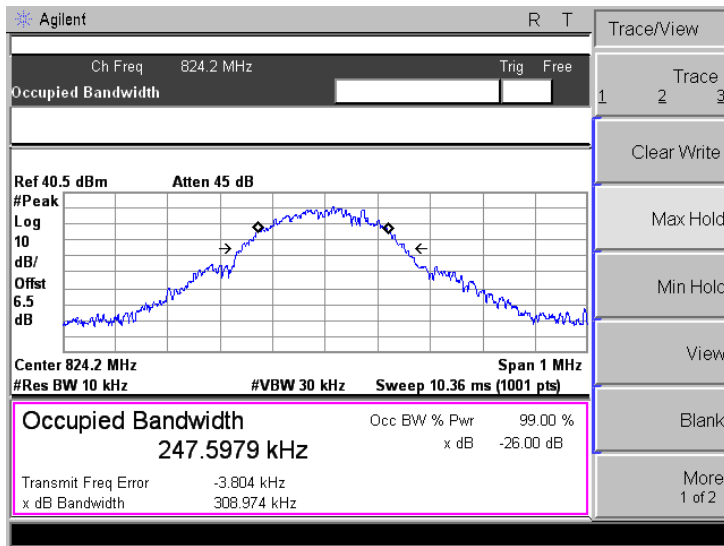 Agilent R T
Ch Freq 824.2 MHz Trig Free
Occupied Bandwidth
Ref 40.5 dBm Atten 45 dB
#Peak
Log
10
dB/
Offst
6.5
dB
Center 824.2 MHz Span 1 MHz
#Res BW 10 kHz #VBW 30 kHz Sweep 10.36 ms (1001 pts)
Occupied Bandwidth
247.5979 kHz
Occ BW % Pwr 99.00 %
x dB -26.00 dB
Transmit Freq Error -3.804 kHz
x dB Bandwidth 308.974 kHz
Trace/View
Trace
1 2 3
Clear Write
Max Hold
Min Hold
View
Blank
More
1 of 2